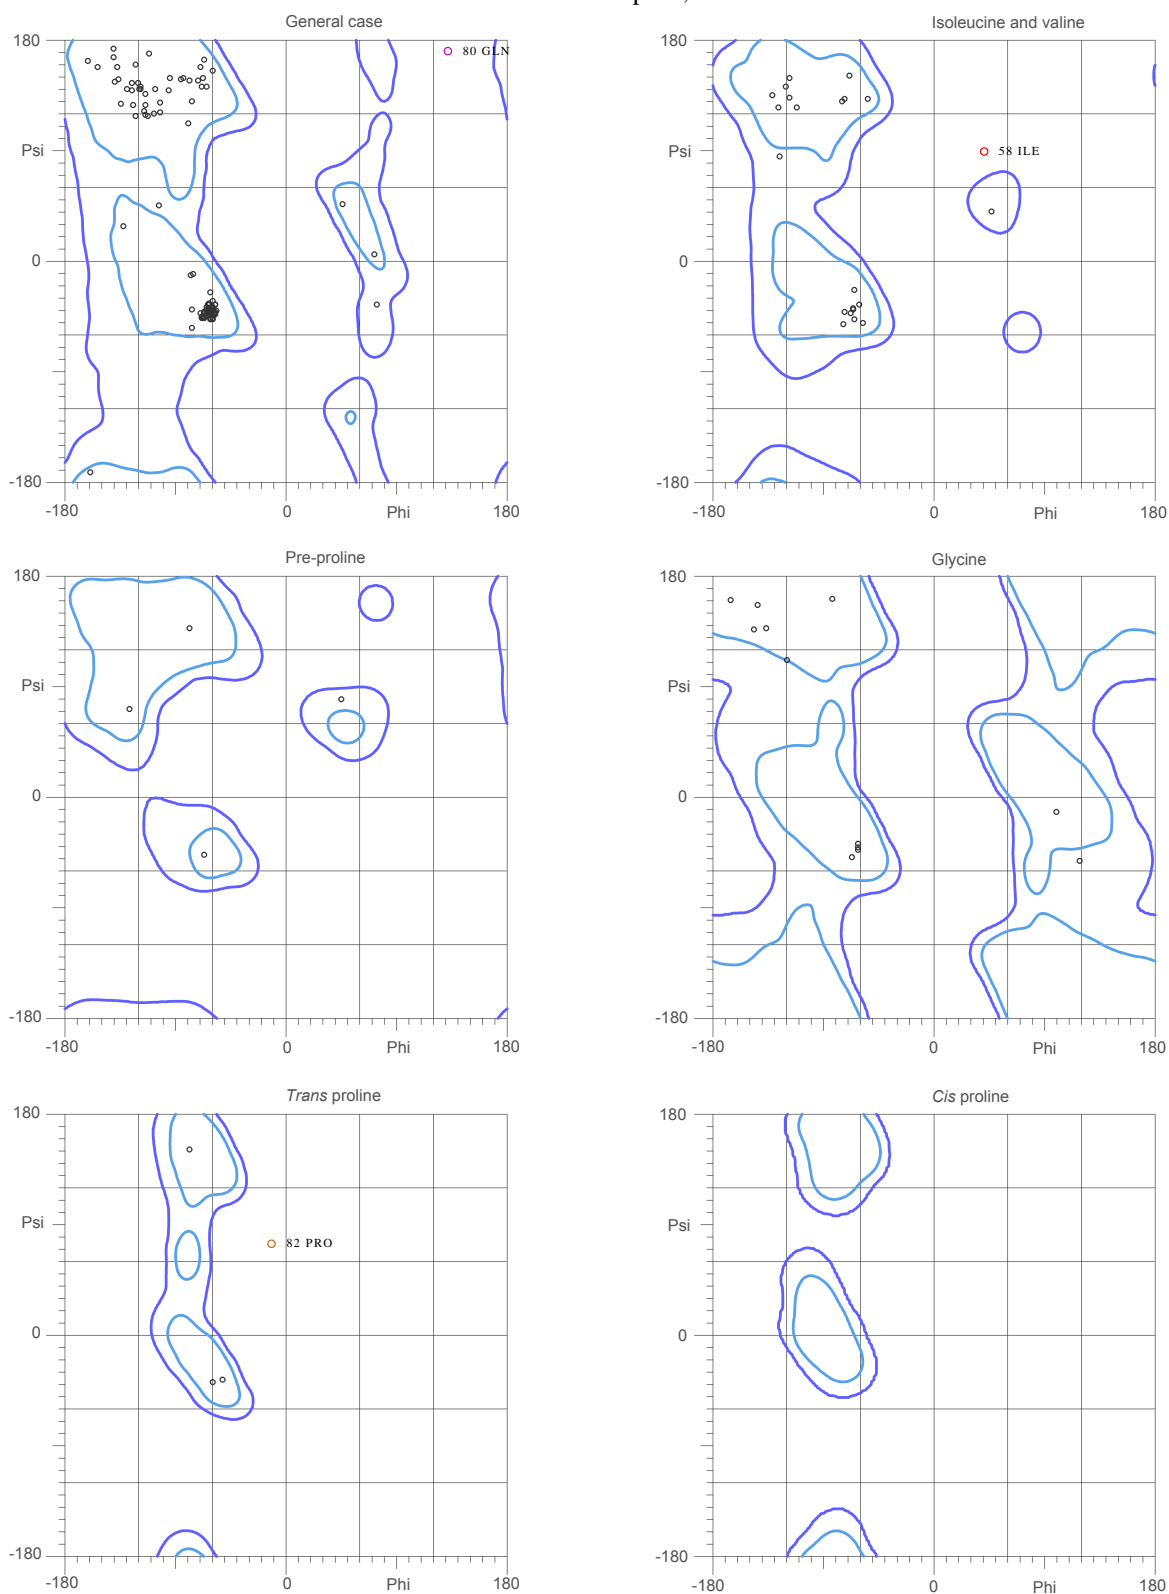 General case
180
80 GLN
Psi
0
-180
-180
0
Phi
180
Isoleucine and valine
180
Psi
58 ILE
0
-180
-180
0
Phi
180
Pre-proline
180
Psi
0
-180
-180
0
Phi
180
Glycine
180
Psi
0
-180
-180
0
Phi
180
Trans proline
180
Psi
82 PRO
0
-180
-180
0
Phi
180
Cis proline
180
Psi
0
-180
-180
0
Phi
180